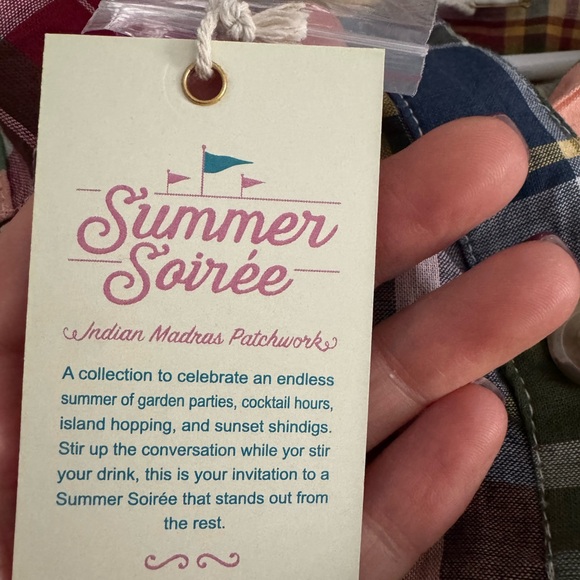 Summer
Soirée
Indian Madras Patchwork
A collection to celebrate an endless
summer of garden parties, cocktail hours,
island hopping, and sunset shindigs.
Stir up the conversation while yor stir
your drink, this is your invitation to a
Summer Soirée that stands out from
the rest.